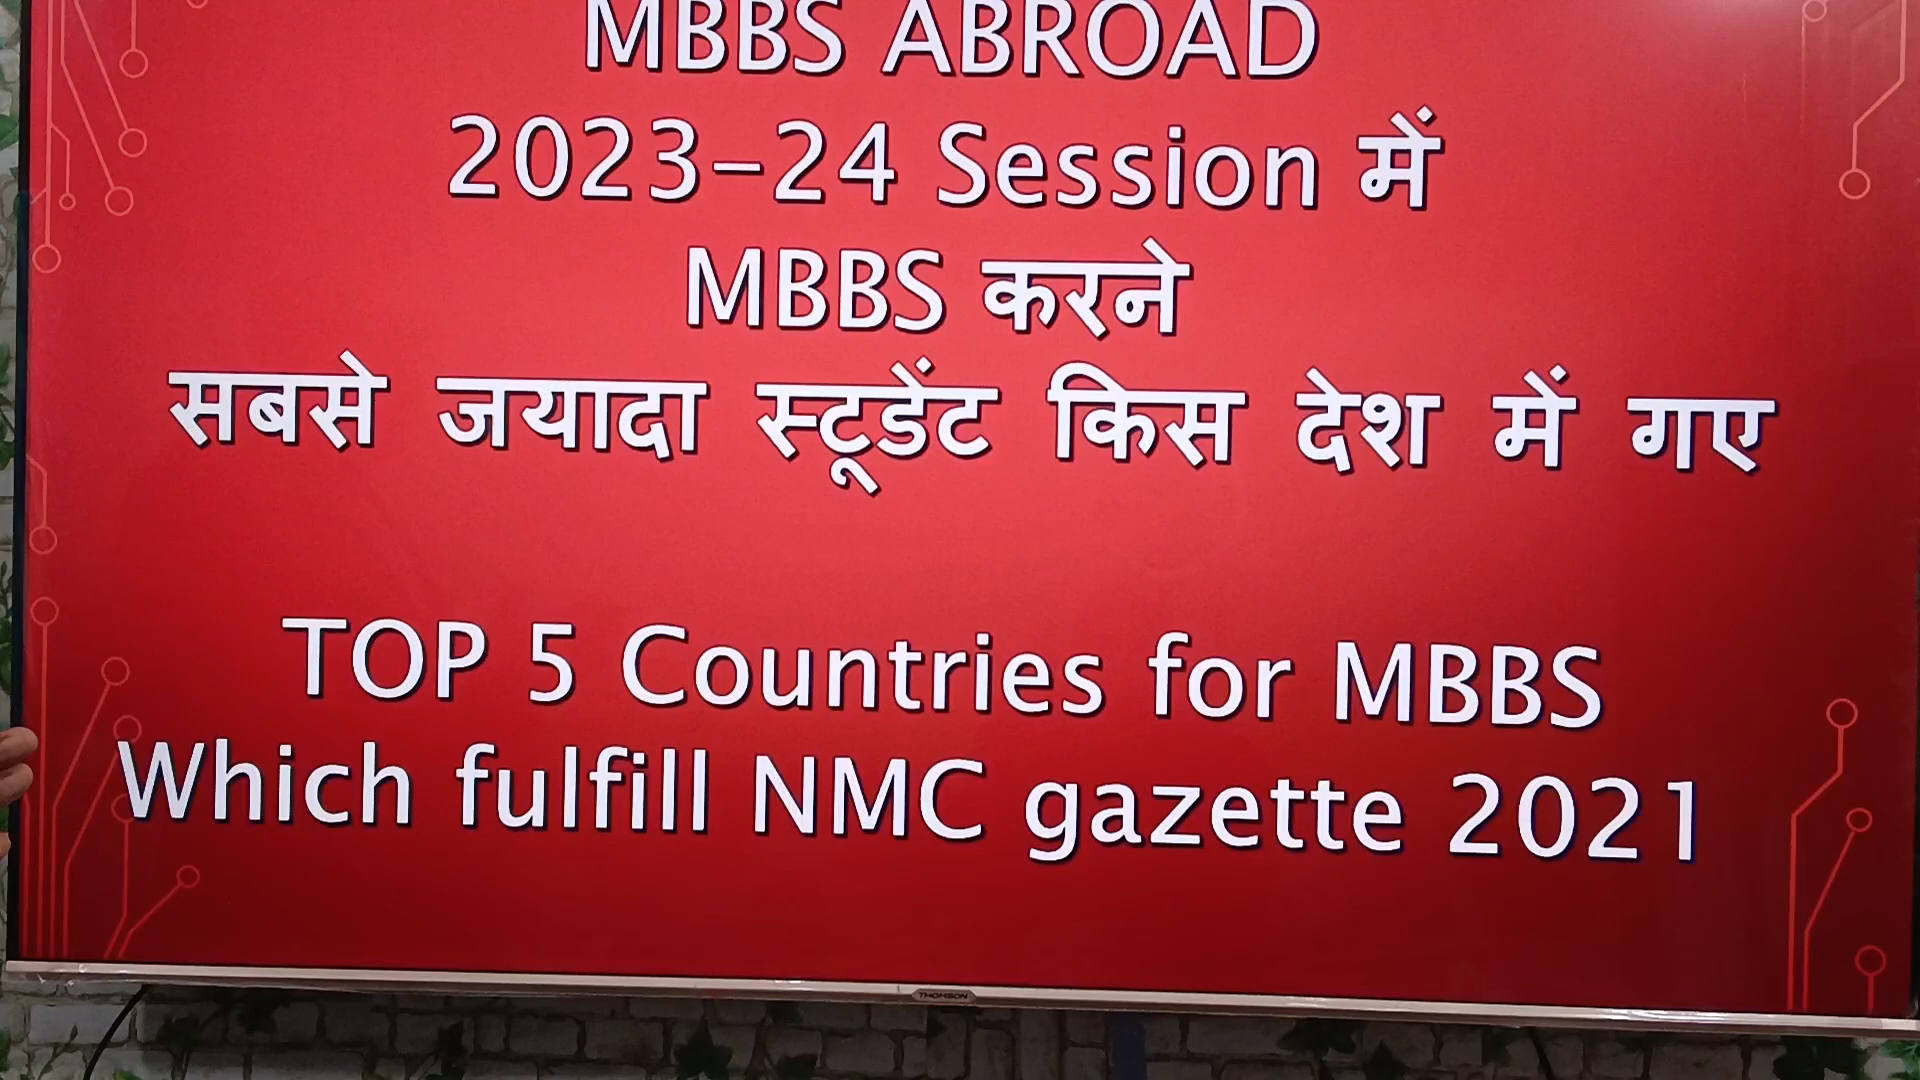 MBBS ABROAD
2023-24 Session में
MBBS करने
सबसे जयादा स्टूडेंट किस देश में गए
TOP 5 Countries for MBBS
Which fulfill NMC gazette 2021
THOMSON